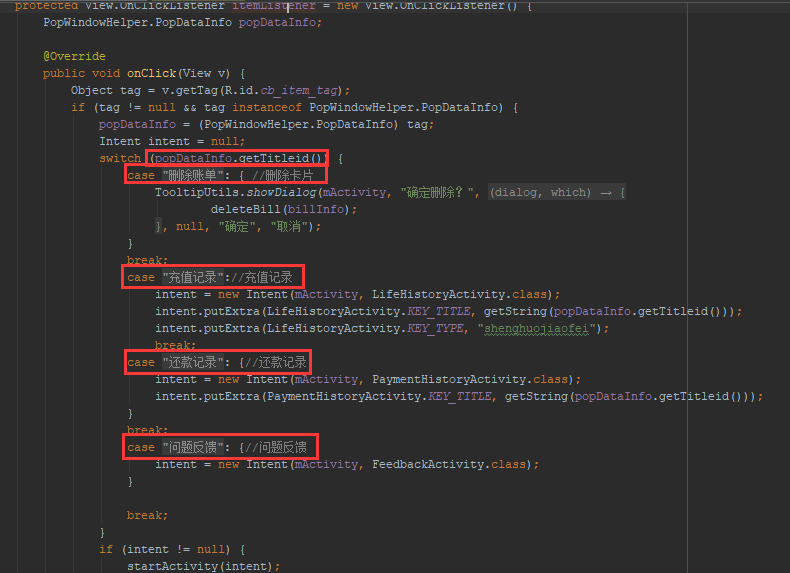 protected View.OnClickListener itemListener = new View.OnClickListener() {
PopWindowHelper.PopDataInfo popDataInfo;
@Override
public void onClick(View v) {
Object tag = v.getTag(R.id.cb_item_tag);
if (tag != null && tag instanceof PopWindowHelper.PopDataInfo) {
popDataInfo = (PopWindowHelper.PopDataInfo) tag;
Intent intent = null;
switch (popDataInfo.getTitleid()) {
case "删除账单": { //删除卡片
TooltipUtils.showDialog(mActivity, "确定删除？", (dialog, which) → {
deleteBill(billInfo);
}, null, "确定", "取消");
}
break;
case "充值记录"://充值记录
intent = new Intent(mActivity, LifeHistoryActivity.class);
intent.putExtra(LifeHistoryActivity.KEY_TITLE, getString(popDataInfo.getTitleid()));
intent.putExtra(LifeHistoryActivity.KEY_TYPE, "shenghuojiaofei");
break;
case "还款记录": {//还款记录
intent = new Intent(mActivity, PaymentHistoryActivity.class);
intent.putExtra(PaymentHistoryActivity.KEY_TITLE, getString(popDataInfo.getTitleid()));
}
break;
case "问题反馈": {//问题反馈
intent = new Intent(mActivity, FeedbackActivity.class);
}
break;
}
if (intent != null) {
startActivity(intent);